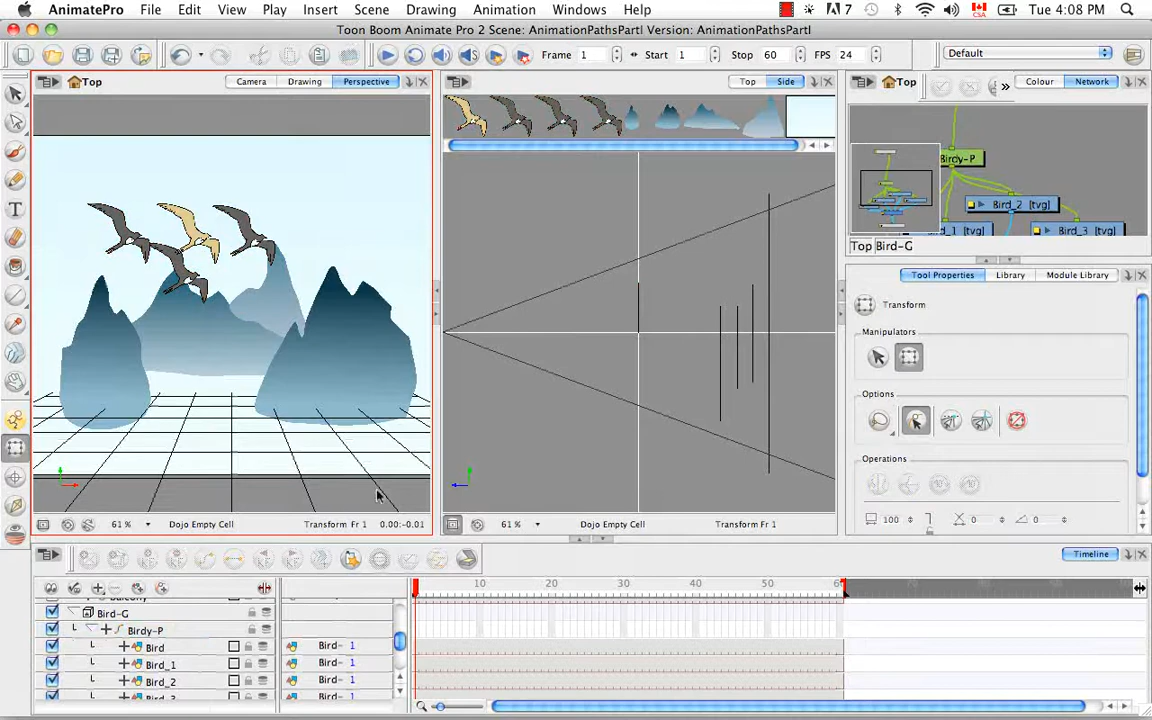 AnimatePro File Edit View Play Insert Scene Drawing Animation Windows Help 7 Tue 4:08 PM
Toon Boom Animate Pro 2 Scene: AnimationPathsPartI Version: AnimationPathsPartI
Frame 1 Start 1 Stop 60 FPS 24 Default
Top Camera Drawing Perspective Top Side Top Colour Network
Birdy-P
Bird_2 [tvg]
_1 [tvg] Bird_3 [tvg]
Top Bird-G
Tool Properties Library Module Library
Transform
Manipulators
Options
Operations
100 0 0
61 % Dojo Empty Cell Transform Fr 1 0.00:-0.01 61 % Dojo Empty Cell Transform Fr 1
Timeline
10 20 30 40 50
Bird-G
Birdy-P
Bird Bird- 1
Bird_1 Bird- 1
Bird_2 Bird- 1
Bird- 1